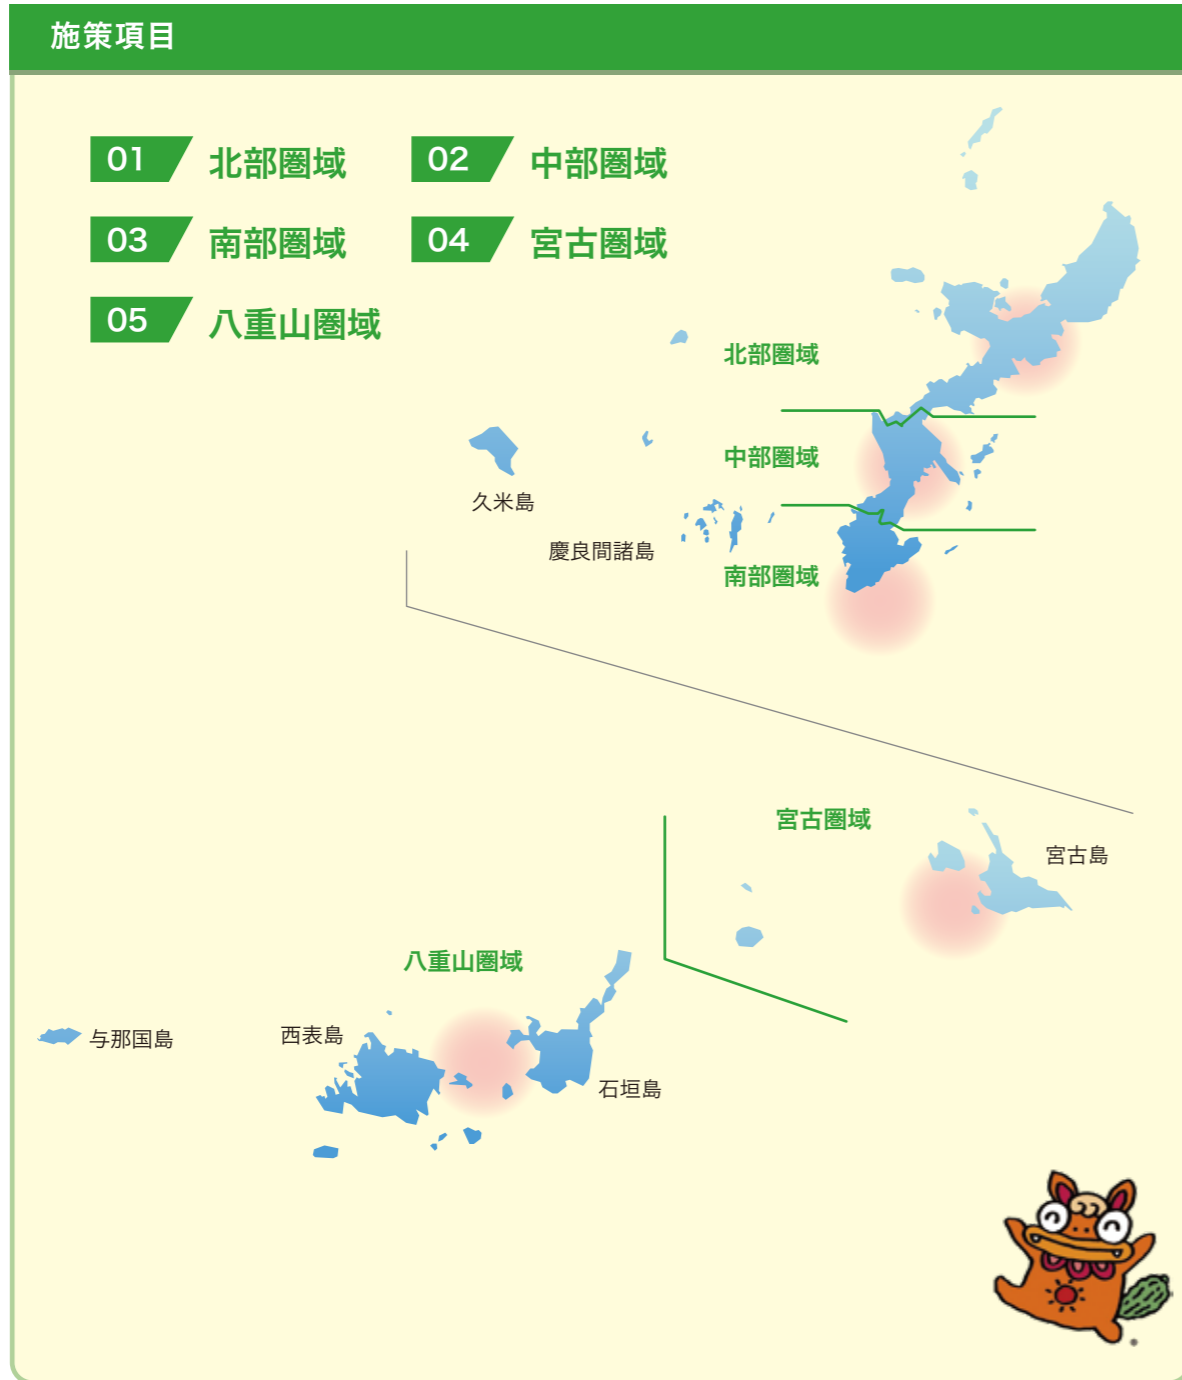 施策項目
01 北部圏域 02 中部圏域
03 南部圏域 04 宮古圏域
05 八重山圏域
北部圏域
中部圏域
久米島
慶良間諸島
南部圏域
宮古圏域
宮古島
八重山圏域
与那国島
西表島
石垣島